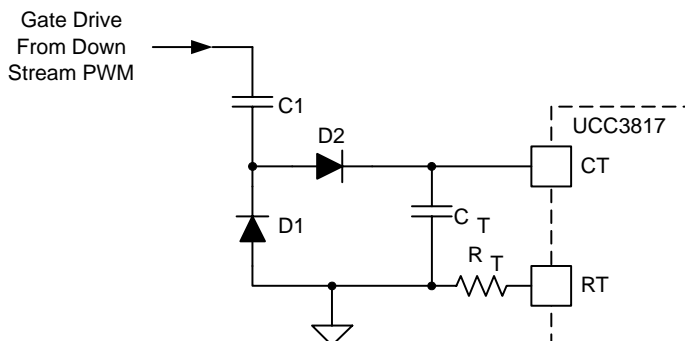 Gate Drive
From Down
Stream PWM
C1
D2
UCC3817
CT
D1
C T
R T
RT